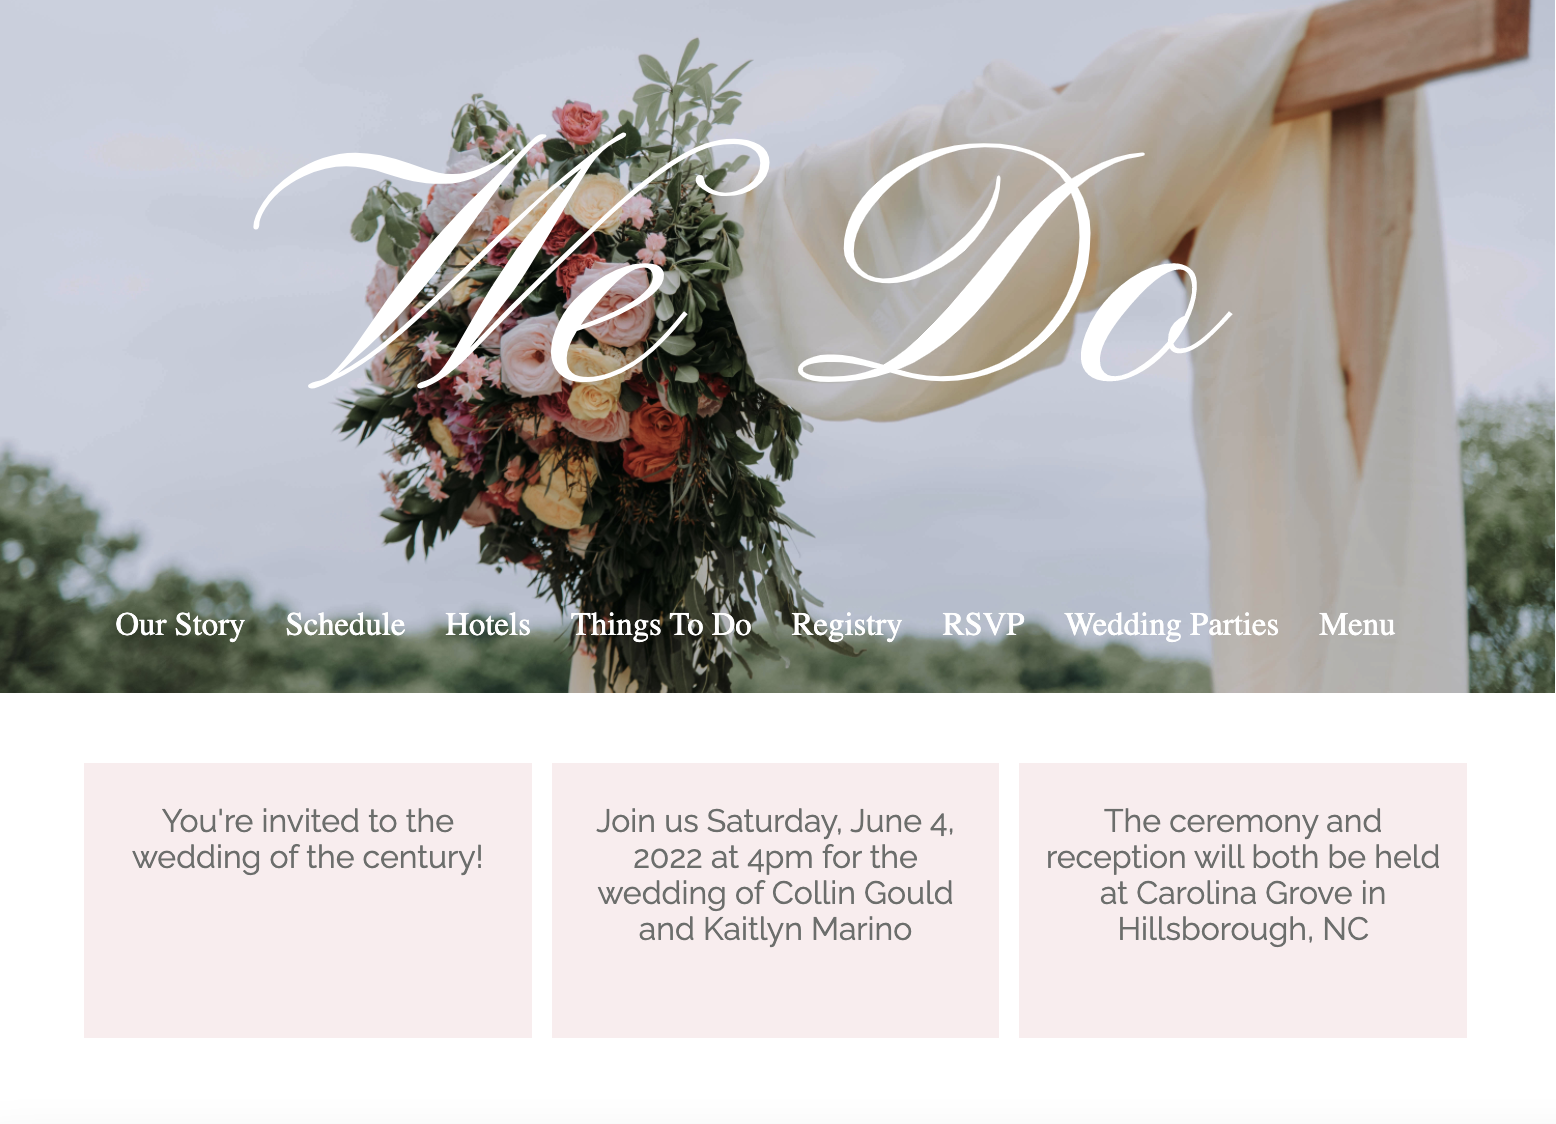 We Do
Our Story Schedule Hotels Things To Do Registry RSVP Wedding Parties Menu
You're invited to the
wedding of the century!
Join us Saturday, June 4,
2022 at 4pm for the
wedding of Collin Gould
and Kaitlyn Marino
The ceremony and
reception will both be held
at Carolina Grove in
Hillsborough, NC